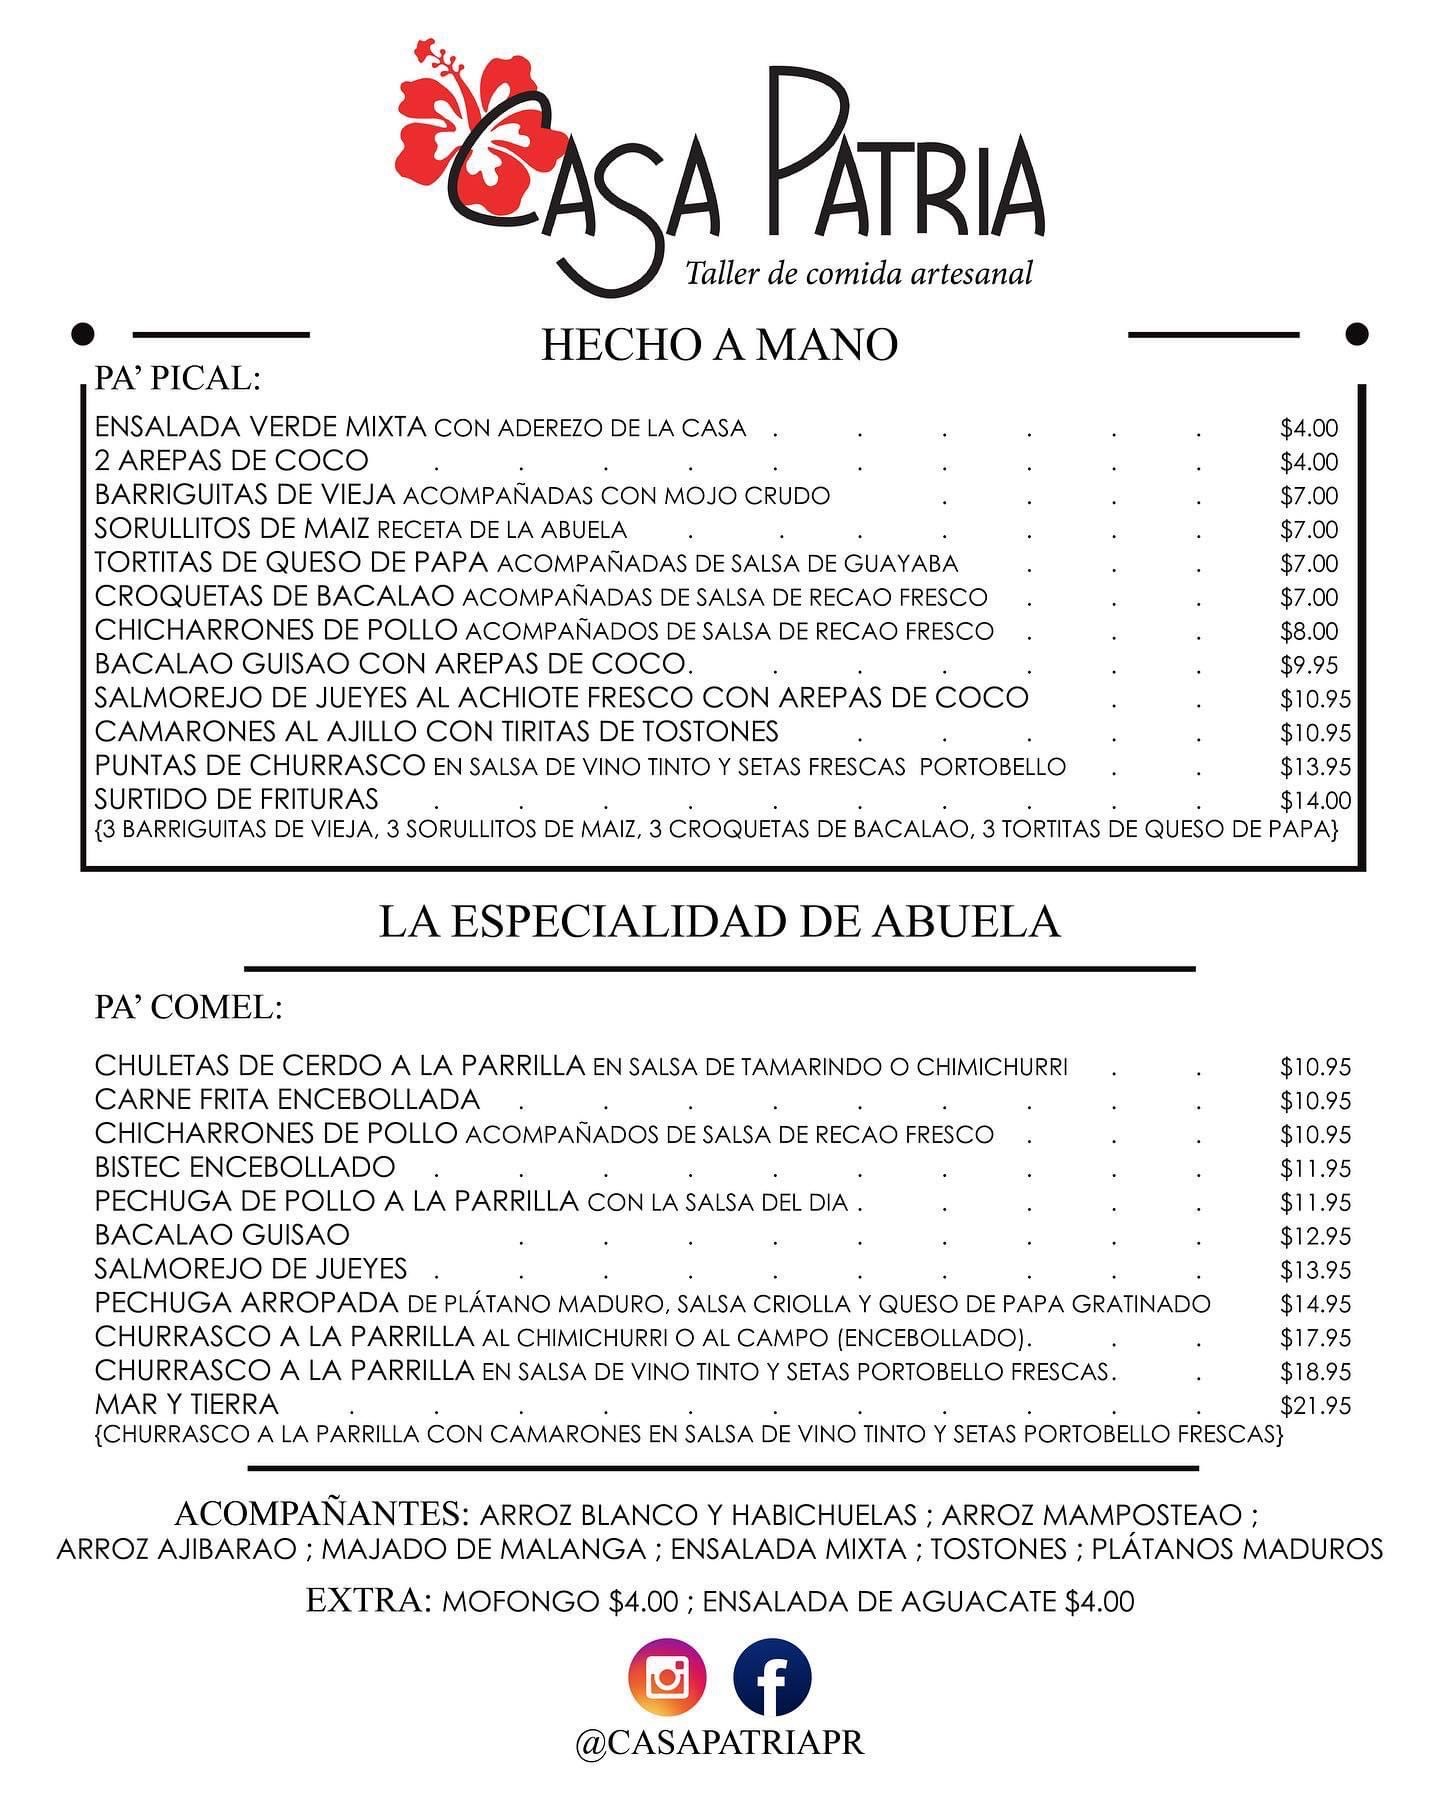 CASA PATRIA
Taller de comida artesanal
HECHO A MANO
PA' PICAL:
ENSALADA VERDE MIXTA CON ADEREZO DE LA CASA . . . . . . $4.00
2 AREPAS DE COCO . . . . . . . . . . $4.00
BARRIGUITAS DE VIEJA ACOMPAÑADAS CON MOJO CRUDO . . . . $7.00
SORULLITOS DE MAIZ RECETA DE LA ABUELA . . . . . . . $7.00
TORTITAS DE QUESO DE PAPA ACOMPAÑADAS DE SALSA DE GUAYABA . . . $7.00
CROQUETAS DE BACALAO ACOMPAÑADAS DE SALSA DE RECAO FRESCO . . . $7.00
CHICHARRONES DE POLLO ACOMPAÑADOS DE SALSA DE RECAO FRESCO . . . $8.00
BACALAO GUISAO CON AREPAS DE COCO. . . . . . . $9.95
SALMOREJO DE JUEYES AL ACHIOTE FRESCO CON AREPAS DE COCO . . $10.95
CAMARONES AL AJILLO CON TIRITAS DE TOSTONES . . . . . $10.95
PUNTAS DE CHURRASCO EN SALSA DE VINO TINTO Y SETAS FRESCAS PORTOBELLO . . $13.95
SURTIDO DE FRITURAS . . . . . . . . . . $14.00
{3 BARRIGUITAS DE VIEJA, 3 SORULLITOS DE MAIZ, 3 CROQUETAS DE BACALAO, 3 TORTITAS DE QUESO DE PAPA}
LA ESPECIALIDAD DE ABUELA
PA' COMEL:
CHULETAS DE CERDO A LA PARRILLA EN SALSA DE TAMARINDO O CHIMICHURRI . . $10.95
CARNE FRITA ENCEBOLLADA . . . . . . . . . $10.95
CHICHARRONES DE POLLO ACOMPAÑADOS DE SALSA DE RECAO FRESCO . . . $10.95
BISTEC ENCEBOLLADO . . . . . . . . . . $11.95
PECHUGA DE POLLO A LA PARRILLA CON LA SALSA DEL DIA . . . . . $11.95
BACALAO GUISAO . . . . . . . . . $12.95
SALMOREJO DE JUEYES . . . . . . . . . . $13.95
PECHUGA ARROPADA DE PLÁTANO MADURO, SALSA CRIOLLA Y QUESO DE PAPA GRATINADO $14.95
CHURRASCO A LA PARRILLA AL CHIMICHURRI O AL CAMPO (ENCEBOLLADO). . . $17.95
CHURRASCO A LA PARRILLA EN SALSA DE VINO TINTO Y SETAS PORTOBELLO FRESCAS. . $18.95
MAR Y TIERRA . . . . . . . . . . . $21.95
{CHURRASCO A LA PARRILLA CON CAMARONES EN SALSA DE VINO TINTO Y SETAS PORTOBELLO FRESCAS}
ACOMPAÑANTES: ARROZ BLANCO Y HABICHUELAS ; ARROZ MAMPOSTEAO ;
ARROZ AJIBARAO ; MAJADO DE MALANGA ; ENSALADA MIXTA ; TOSTONES ; PLÁTANOS MADUROS
EXTRA: MOFONGO $4.00 ; ENSALADA DE AGUACATE $4.00
@CASAPATRIAPR